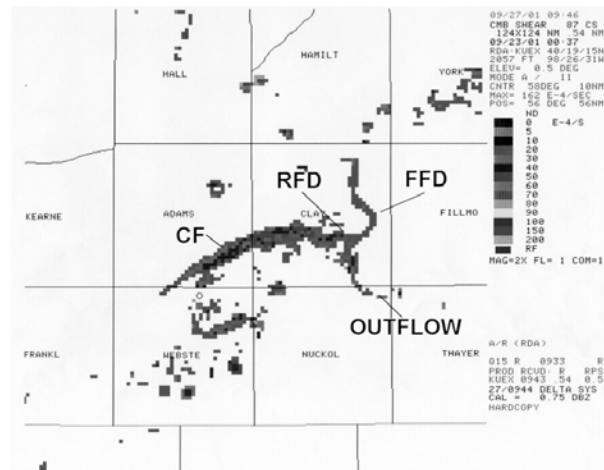 09/27/01 09:46
CMB SHEAR 87 CS
124X124 NM .54 NM
09/23/01 00:37
RDA:KUEX 40/19/15N
2057 FT 98/26/31W
ELEV= 0.5 DEG
MODE A / 11
CNTR 58DEG 10NM
MAX= 162 E-4/SEC
POS= 56 DEG 56NM
ND
0 E-4/S
5
10
20
30
40
50
60
70
80
90
100
150
200
RF
MAG=2X FL= 1 COM=1
HALL
HAMILT
YORK
KEARNE
ADAMS
CLAY
FILLMO
RFD
FFD
CF
OUTFLOW
FRANKL
WEBSTE
NUCKOL
THAYER
A/R (RDA)
Q15 R 0933 R
PROD RCVD: R RPS
KUEX 0943 .54 0.5
27/0944 DELTA SYS
CAL = 0.75 DBZ
HARDCOPY